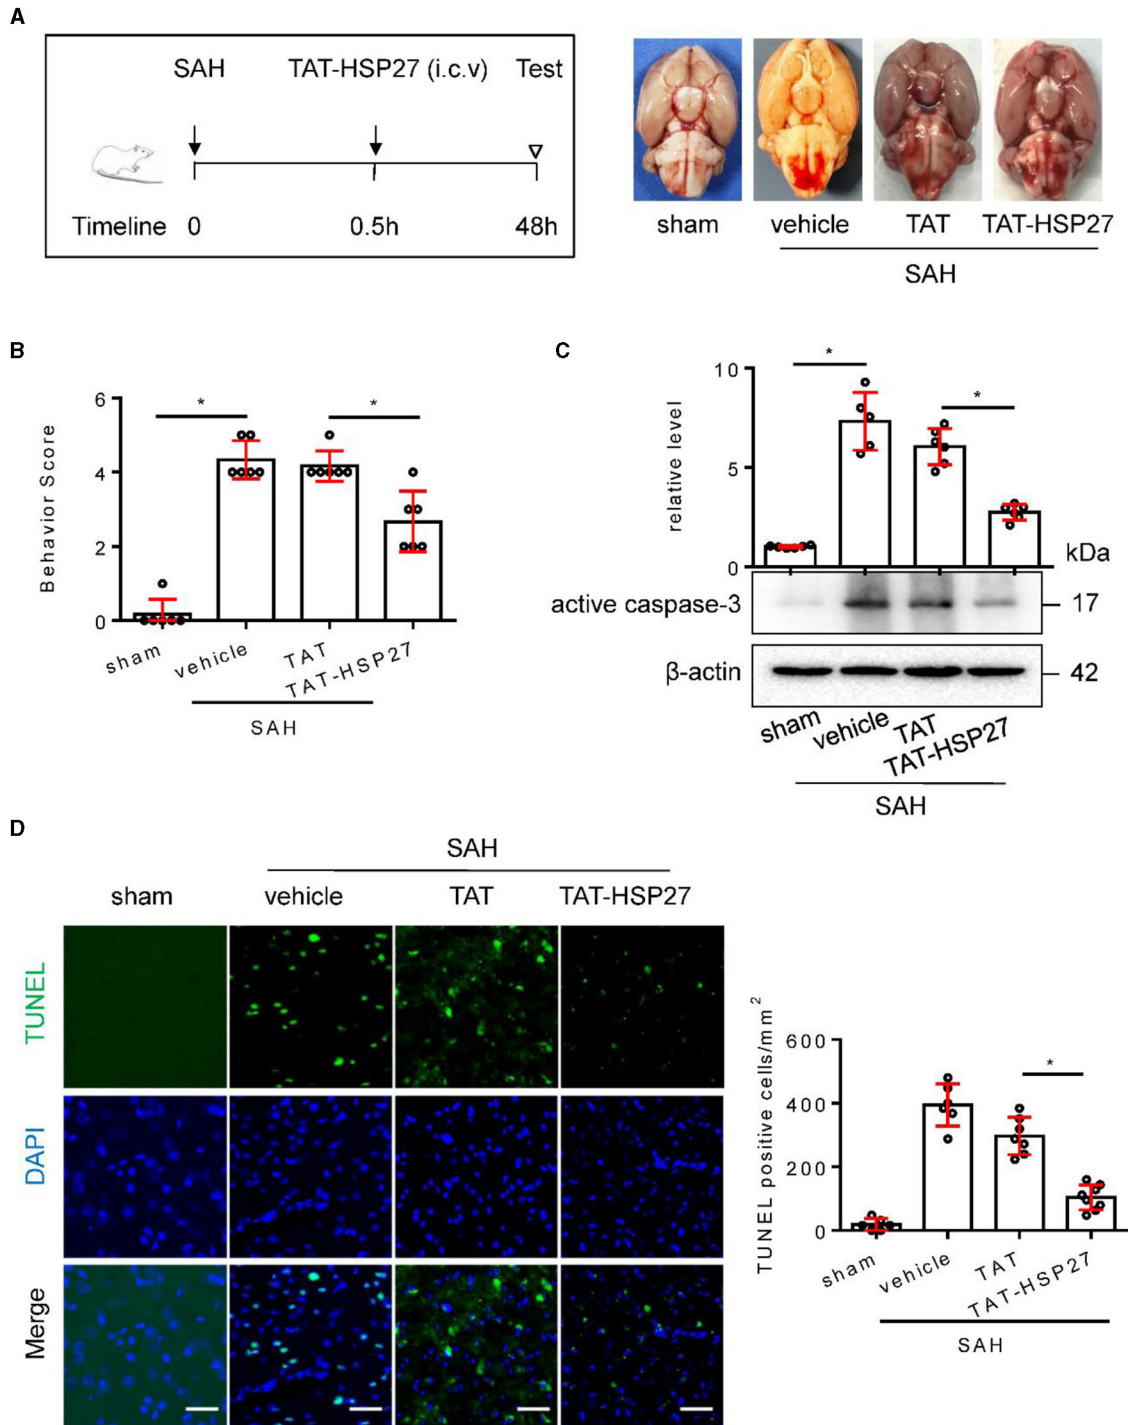 A
SAH TAT-HSP27 (i.c.v) Test
Timeline 0 0.5h 48h
sham vehicle TAT TAT-HSP27
SAH
B
Behavior Score
6
4
2
0
* *
sham vehicle TAT TAT-HSP27
SAH
C
relative level
10
5
0
* *
kDa
active caspase-3 17
β-actin 42
sham vehicle TAT TAT-HSP27
SAH
D
SAH
sham vehicle TAT TAT-HSP27
TUNEL
DAPI
Merge
TUNEL positive cells/mm2
600
400
200
0
*
sham vehicle TAT TAT-HSP27
SAH